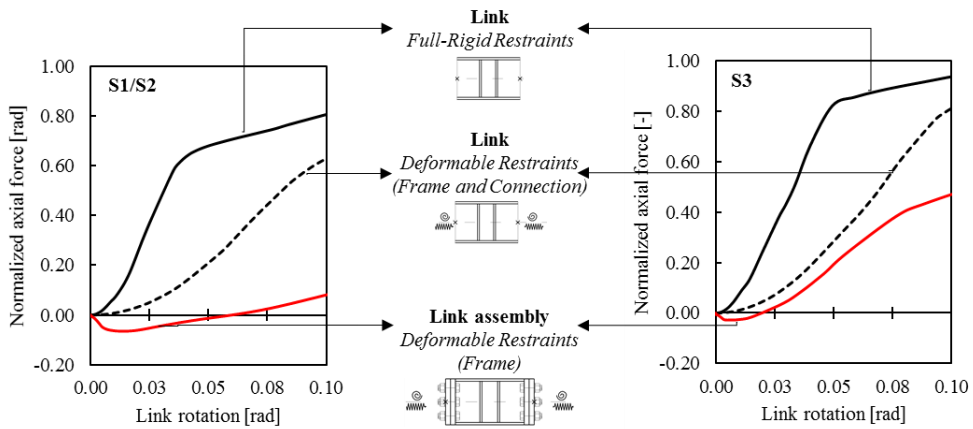 Link
Full-Rigid Restraints
Link
Deformable Restraints
(Frame and Connection)
Link assembly
Deformable Restraints
(Frame)
S1/S2
Normalized axial force [rad]
1.00
0.80
0.60
0.40
0.20
0.00
-0.20
0.00 0.03 0.05 0.08 0.10
Link rotation [rad]
S3
Normalized axial force [-]
1.00
0.80
0.60
0.40
0.20
0.00
-0.20
0.00 0.03 0.05 0.08 0.10
Link rotation [rad]